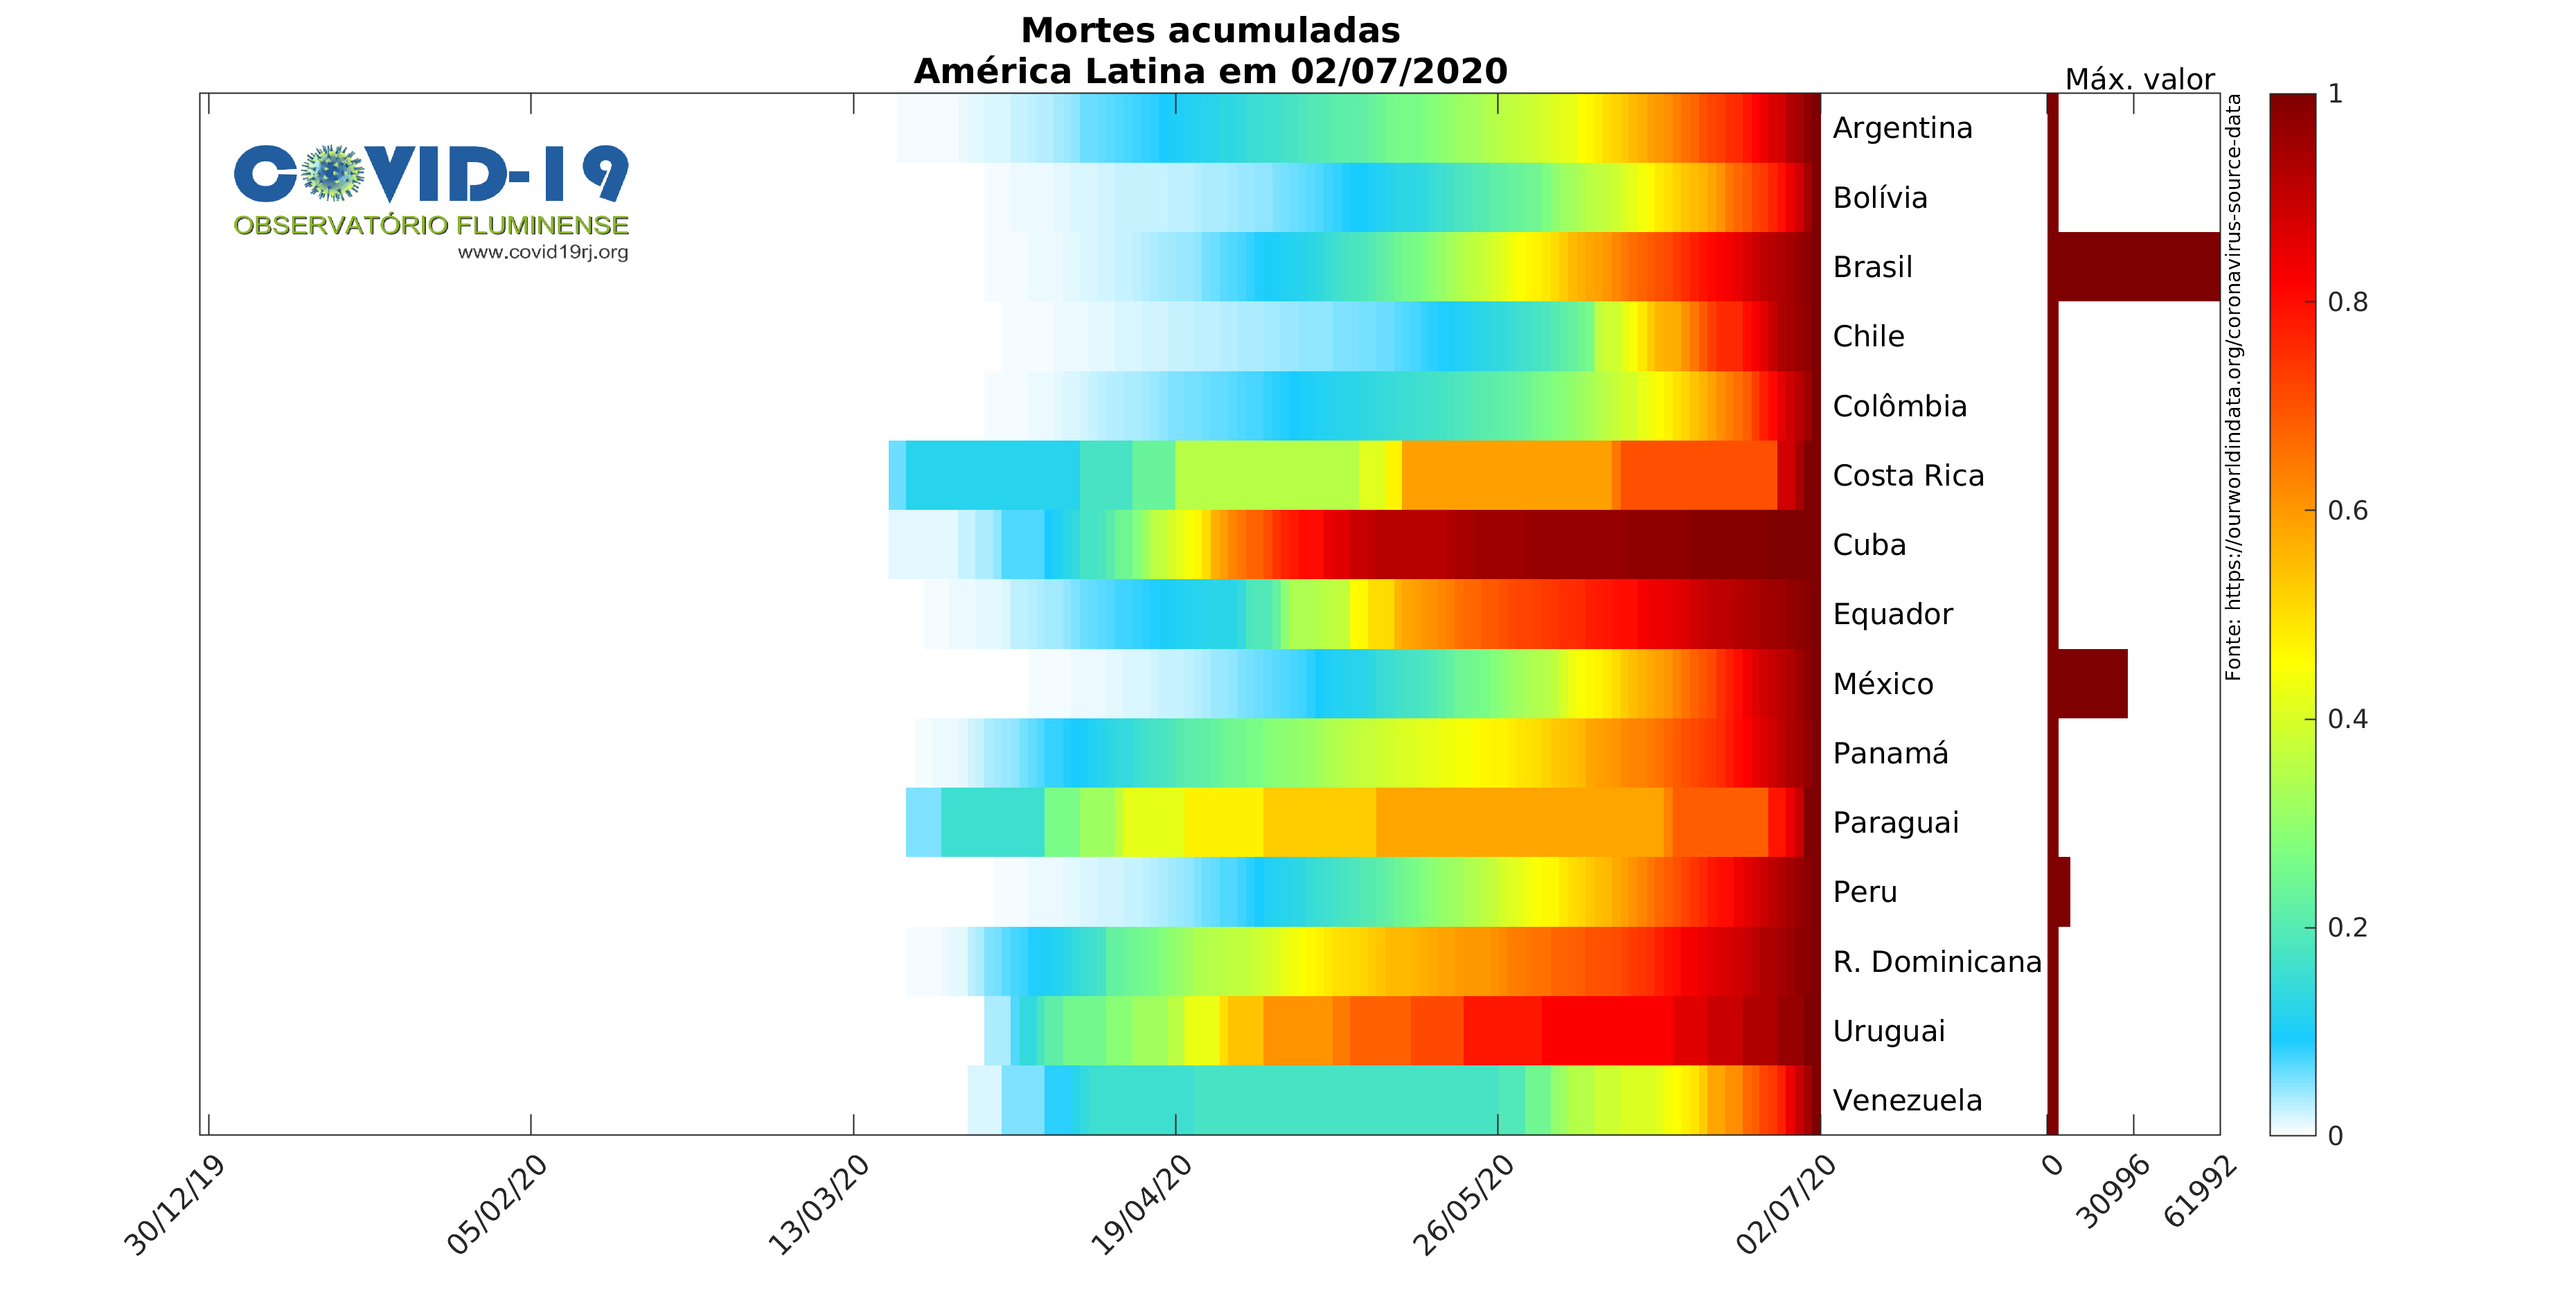 Mortes acumuladas
América Latina em 02/07/2020
Máx. valor
COVID-19
OBSERVATÓRIO FLUMINENSE
www.covid19rj.org
Argentina
Bolívia
Brasil
Chile
Colômbia
Costa Rica
Cuba
Equador
México
Panamá
Paraguai
Peru
R. Dominicana
Uruguai
Venezuela
Fonte: https://ourworldindata.org/coronavirus-source-data
1
0.8
0.6
0.4
0.2
0
30/12/19
05/02/20
13/03/20
19/04/20
26/05/20
02/07/20
0
30996
61992